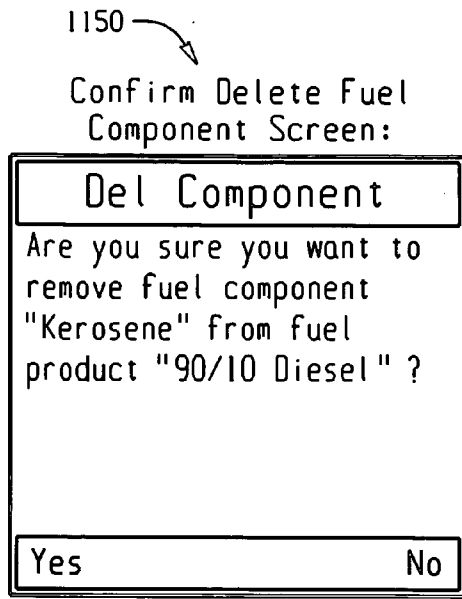 1150
Confirm Delete Fuel
Component Screen:
Del Component
Are you sure you want to
remove fuel component
"Kerosene" from fuel
product "90/10 Diesel" ?
Yes No